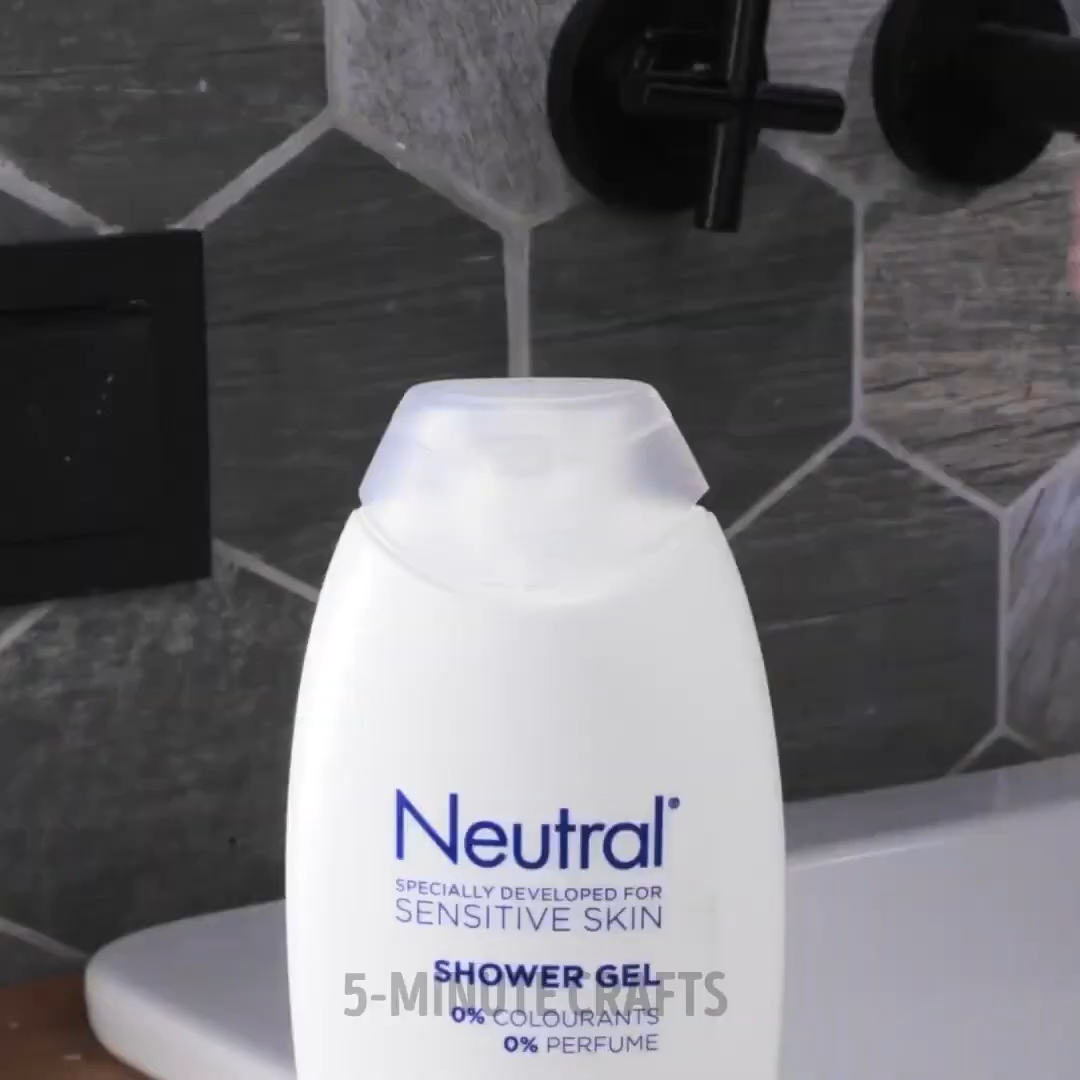 Neutral®
SPECIALLY DEVELOPED FOR
SENSITIVE SKIN
SHOWER GEL
5-MINUTE CRAFTS
0% COLOURANTS
0% PERFUME